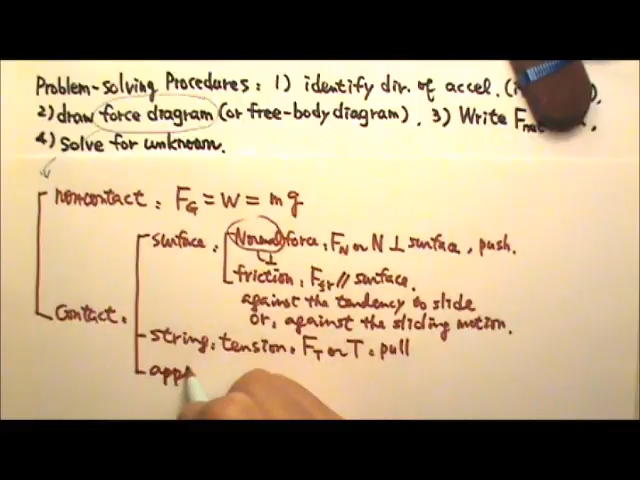 Problem-solving Procedures: 1) identify dir. of accel. (i
2) draw force diagram (or free-body diagram), 3) Write Fnet
4) Solve for unknown.
noncontact: FG = W = mg
surface: Normal force: FN or N ⊥ surface, push.
⊥
friction: Ffr // surface.
against the tendency to slide
Contact: or, against the sliding motion.
string: tension: FT or T: pull
app